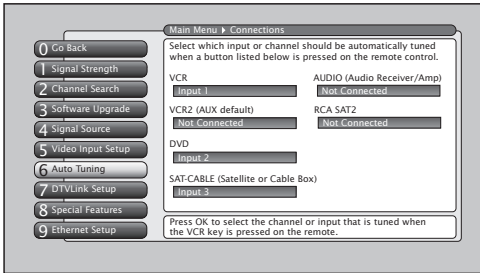 Main Menu ▸ Connections
0 Go Back
1 Signal Strength
2 Channel Search
3 Software Upgrade
4 Signal Source
5 Video Input Setup
6 Auto Tuning
7 DTVLink Setup
8 Special Features
9 Ethernet Setup
Select which input or channel should be automatically tuned
when a button listed below is pressed on the remote control.
VCR
Input 1
VCR2 (AUX default)
Not Connected
DVD
Input 2
SAT-CABLE (Satellite or Cable Box)
Input 3
AUDIO (Audio Receiver/Amp)
Not Connected
RCA SAT2
Not Connected
Press OK to select the channel or input that is tuned when
the VCR key is pressed on the remote.